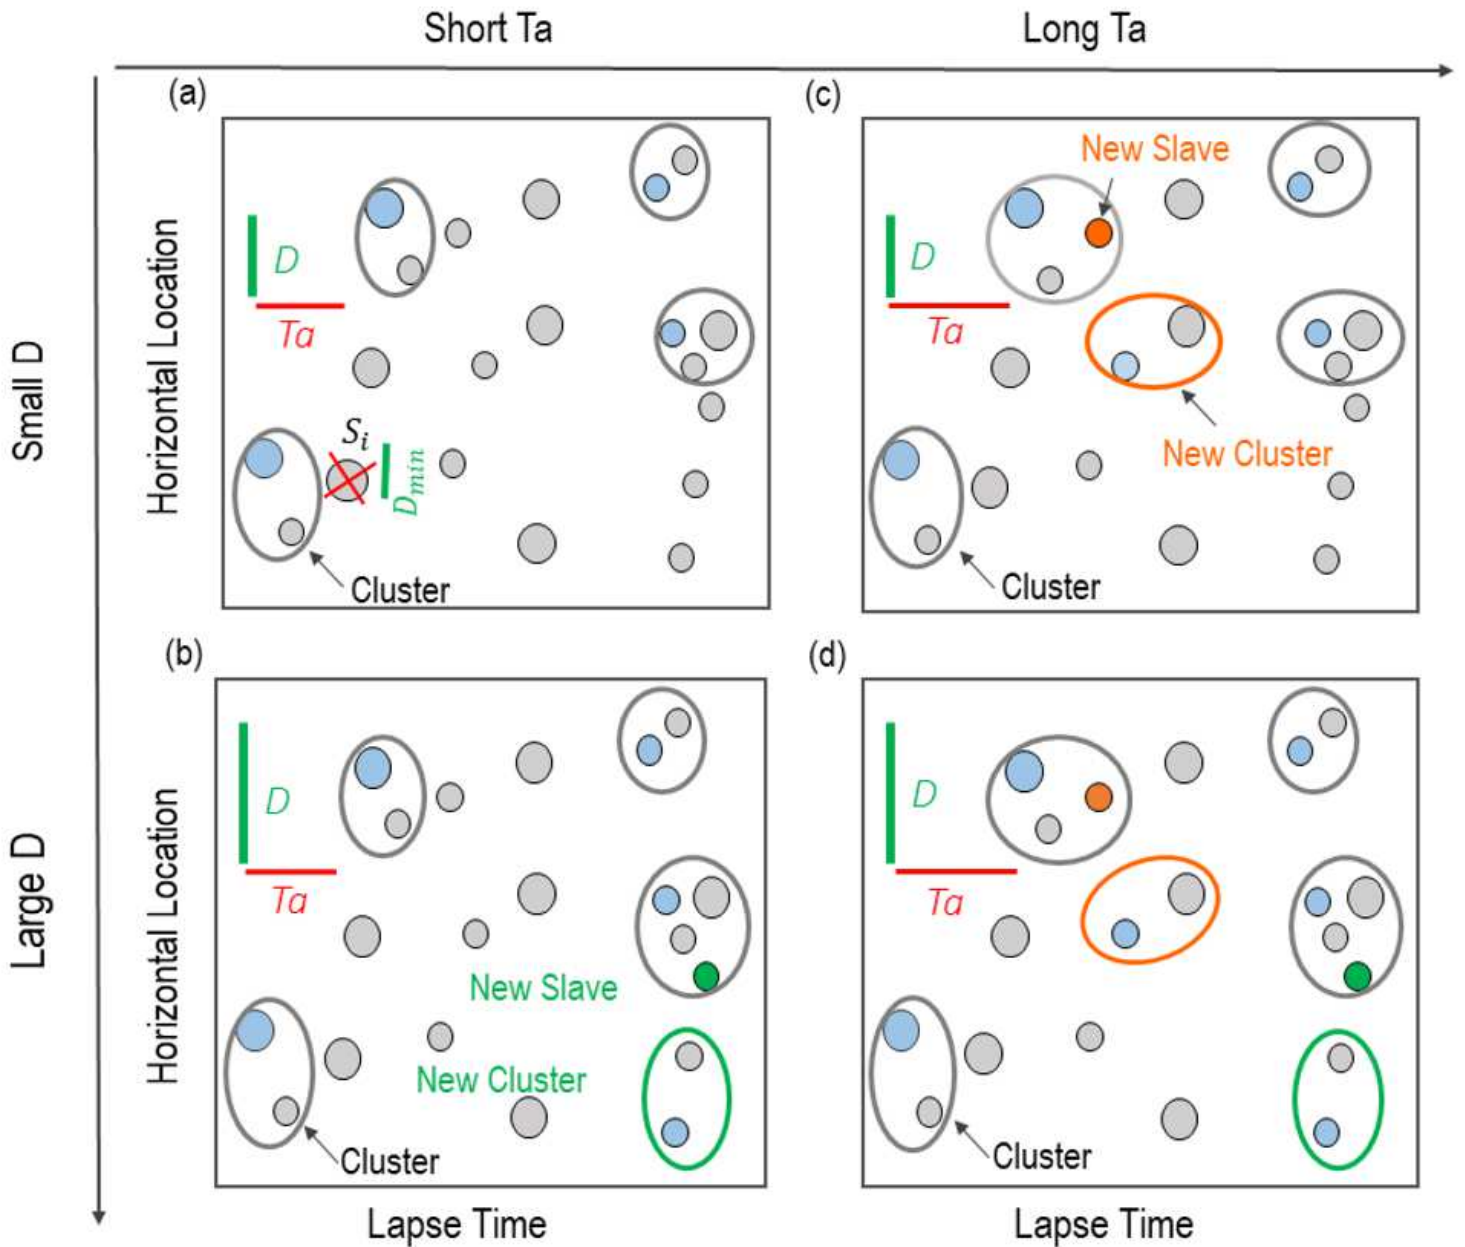 Short Ta
Long Ta
(a)
(c)
New Slave
D
Ta
D
Ta
Horizontal Location
Small D
S_i
D_min
New Cluster
Cluster
Cluster
(b)
(d)
D
Ta
D
Ta
Horizontal Location
Large D
New Slave
New Cluster
Cluster
Cluster
Lapse Time
Lapse Time